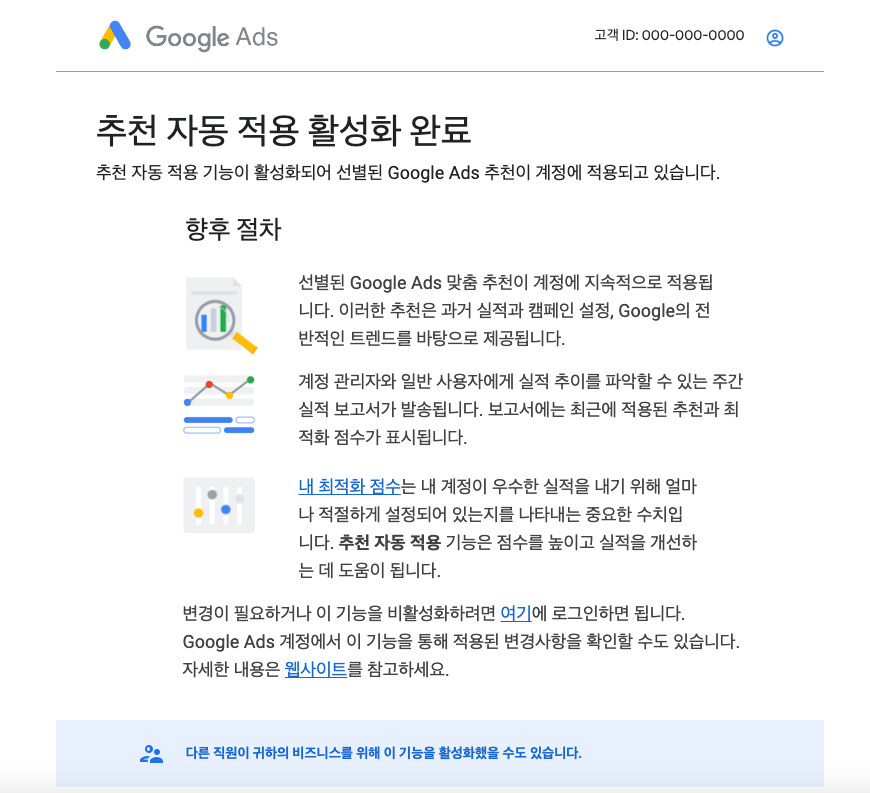 Google Ads
고객 ID: 000-000-0000
추천 자동 적용 활성화 완료
추천 자동 적용 기능이 활성화되어 선별된 Google Ads 추천이 계정에 적용되고 있습니다.
향후 절차
선별된 Google Ads 맞춤 추천이 계정에 지속적으로 적용됩
니다. 이러한 추천은 과거 실적과 캠페인 설정, Google의 전
반적인 트렌드를 바탕으로 제공됩니다.
계정 관리자와 일반 사용자에게 실적 추이를 파악할 수 있는 주간
실적 보고서가 발송됩니다. 보고서에는 최근에 적용된 추천과 최
적화 점수가 표시됩니다.
내 최적화 점수는 내 계정이 우수한 실적을 내기 위해 얼마
나 적절하게 설정되어 있는지를 나타내는 중요한 수치입
니다. 추천 자동 적용 기능은 점수를 높이고 실적을 개선하
는 데 도움이 됩니다.
변경이 필요하거나 이 기능을 비활성화하려면 여기에 로그인하면 됩니다.
Google Ads 계정에서 이 기능을 통해 적용된 변경사항을 확인할 수도 있습니다.
자세한 내용은 웹사이트를 참고하세요.
다른 직원이 귀하의 비즈니스를 위해 이 기능을 활성화했을 수도 있습니다.